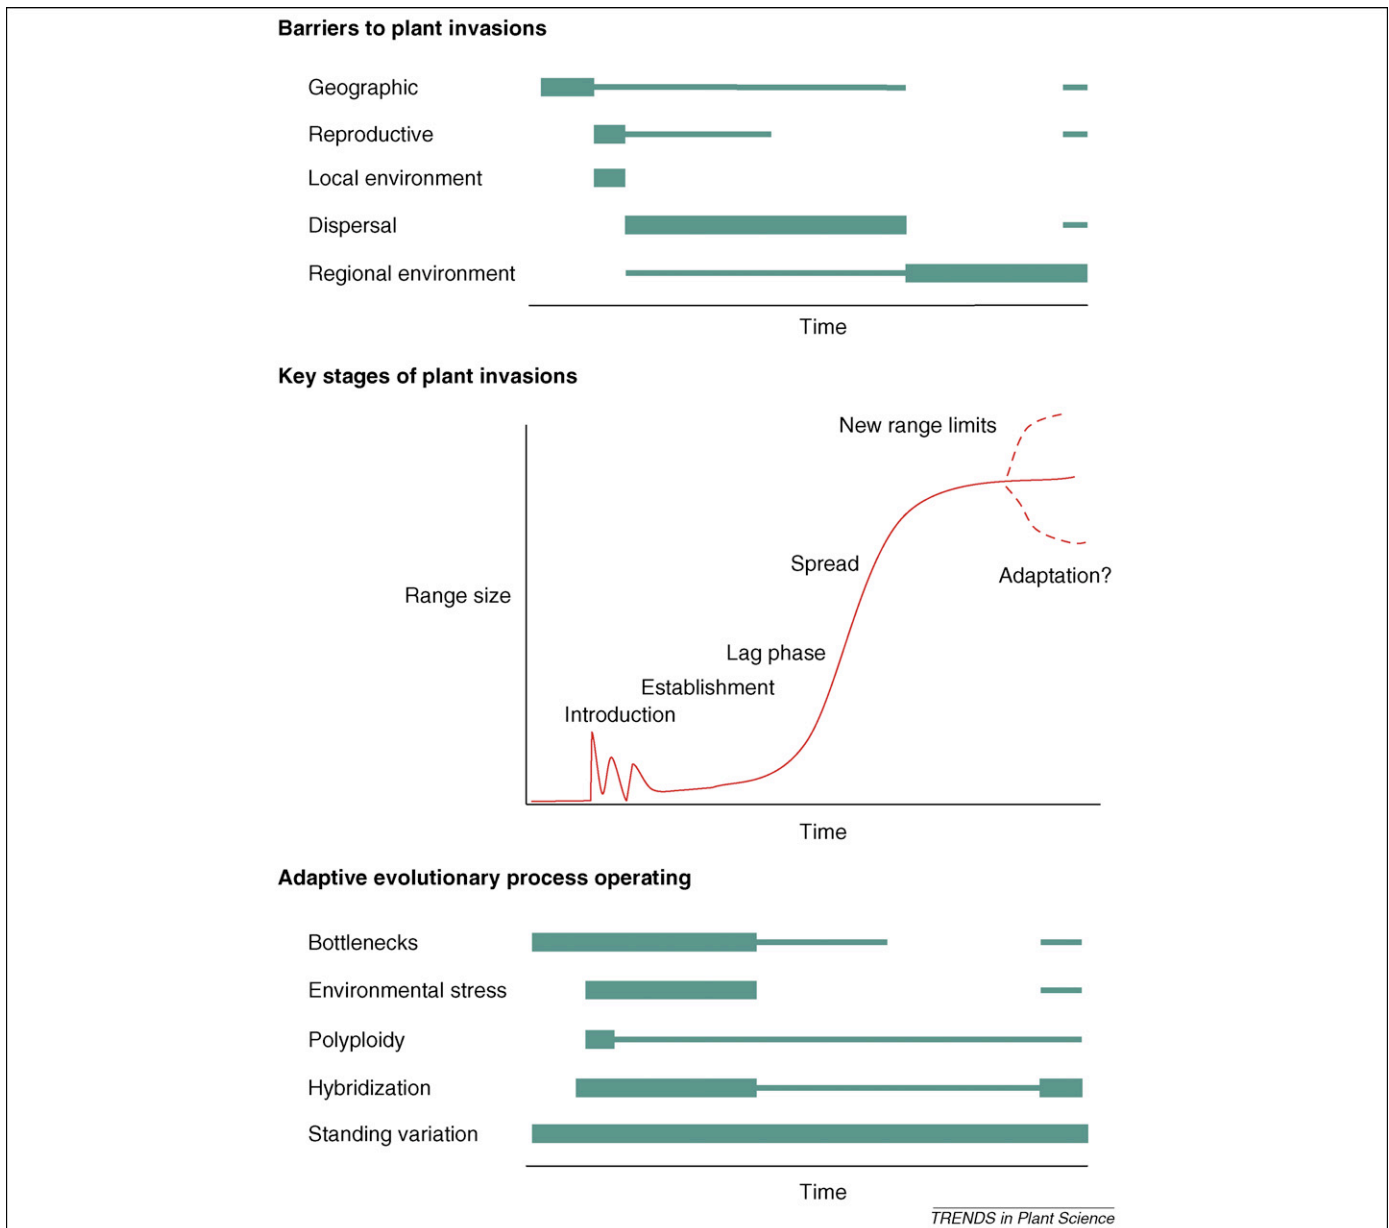 Barriers to plant invasions
Geographic
Reproductive
Local environment
Dispersal
Regional environment
Time
Key stages of plant invasions
New range limits
Spread
Adaptation?
Range size
Lag phase
Establishment
Introduction
Time
Adaptive evolutionary process operating
Bottlenecks
Environmental stress
Polyploidy
Hybridization
Standing variation
Time
TRENDS in Plant Science